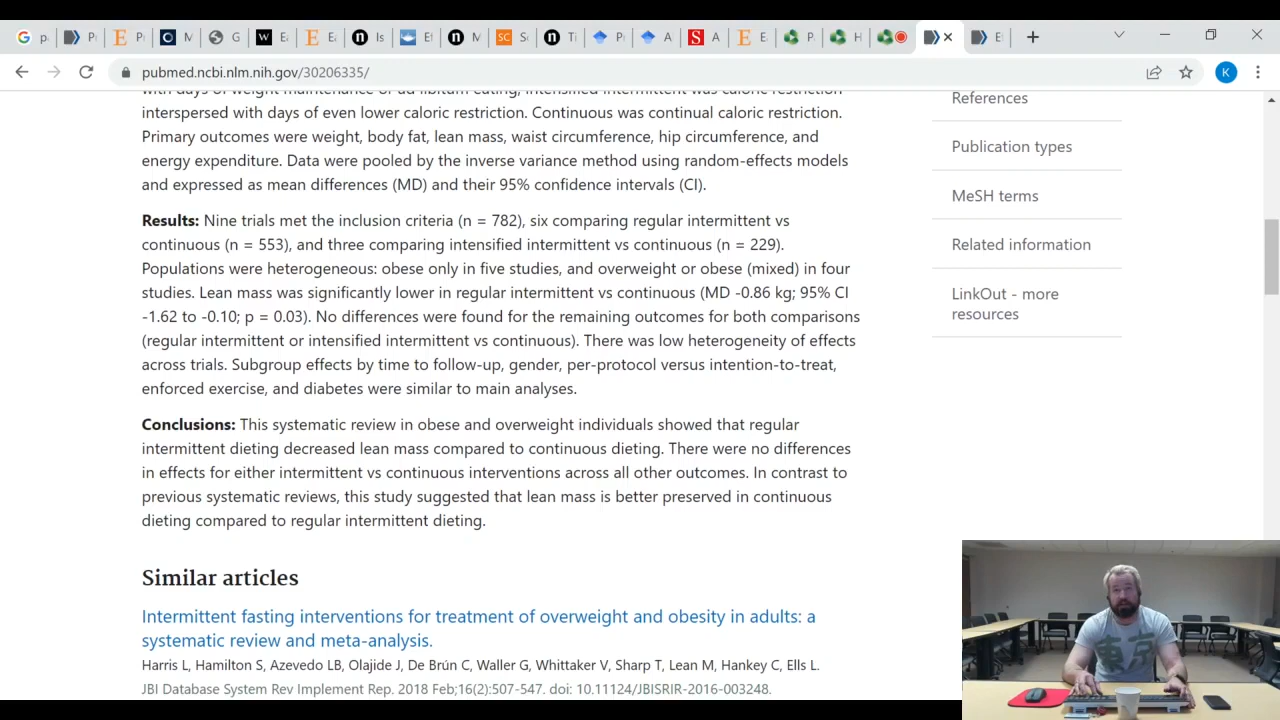 pubmed.ncbi.nlm.nih.gov/30206335/
K
interspersed with days of even lower caloric restriction. Continuous was continual caloric restriction.
Primary outcomes were weight, body fat, lean mass, waist circumference, hip circumference, and
energy expenditure. Data were pooled by the inverse variance method using random-effects models
and expressed as mean differences (MD) and their 95% confidence intervals (CI).
Results: Nine trials met the inclusion criteria (n = 782), six comparing regular intermittent vs
continuous (n = 553), and three comparing intensified intermittent vs continuous (n = 229).
Populations were heterogeneous: obese only in five studies, and overweight or obese (mixed) in four
studies. Lean mass was significantly lower in regular intermittent vs continuous (MD -0.86 kg; 95% CI
-1.62 to -0.10; p = 0.03). No differences were found for the remaining outcomes for both comparisons
(regular intermittent or intensified intermittent vs continuous). There was low heterogeneity of effects
across trials. Subgroup effects by time to follow-up, gender, per-protocol versus intention-to-treat,
enforced exercise, and diabetes were similar to main analyses.
Conclusions: This systematic review in obese and overweight individuals showed that regular
intermittent dieting decreased lean mass compared to continuous dieting. There were no differences
in effects for either intermittent vs continuous interventions across all other outcomes. In contrast to
previous systematic reviews, this study suggested that lean mass is better preserved in continuous
dieting compared to regular intermittent dieting.
Similar articles
Intermittent fasting interventions for treatment of overweight and obesity in adults: a
systematic review and meta-analysis.
Harris L, Hamilton S, Azevedo LB, Olajide J, De Brún C, Waller G, Whittaker V, Sharp T, Lean M, Hankey C, Ells L.
JBI Database System Rev Implement Rep. 2018 Feb;16(2):507-547. doi: 10.11124/JBISRIR-2016-003248.
References
Publication types
MeSH terms
Related information
LinkOut - more
resources
東京